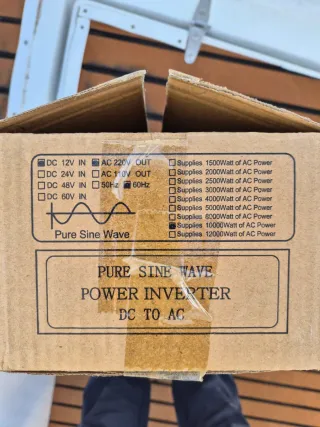 DC 12V IN AC 220V OUT
DC 24V IN AC 110V OUT
DC 48V IN 50Hz 60Hz
DC 60V IN
Pure Sine Wave
Supplies 1500Watt of AC Power
Supplies 2000Watt of AC Power
Supplies 2500Watt of AC Power
Supplies 3000Watt of AC Power
Supplies 4000Watt of AC Power
Supplies 5000Watt of AC Power
Supplies 6000Watt of AC Power
Supplies 10000Watt of AC Power
Supplies 12000Watt of AC Power
PURE SINE WAVE
POWER INVERTER
DC TO AC